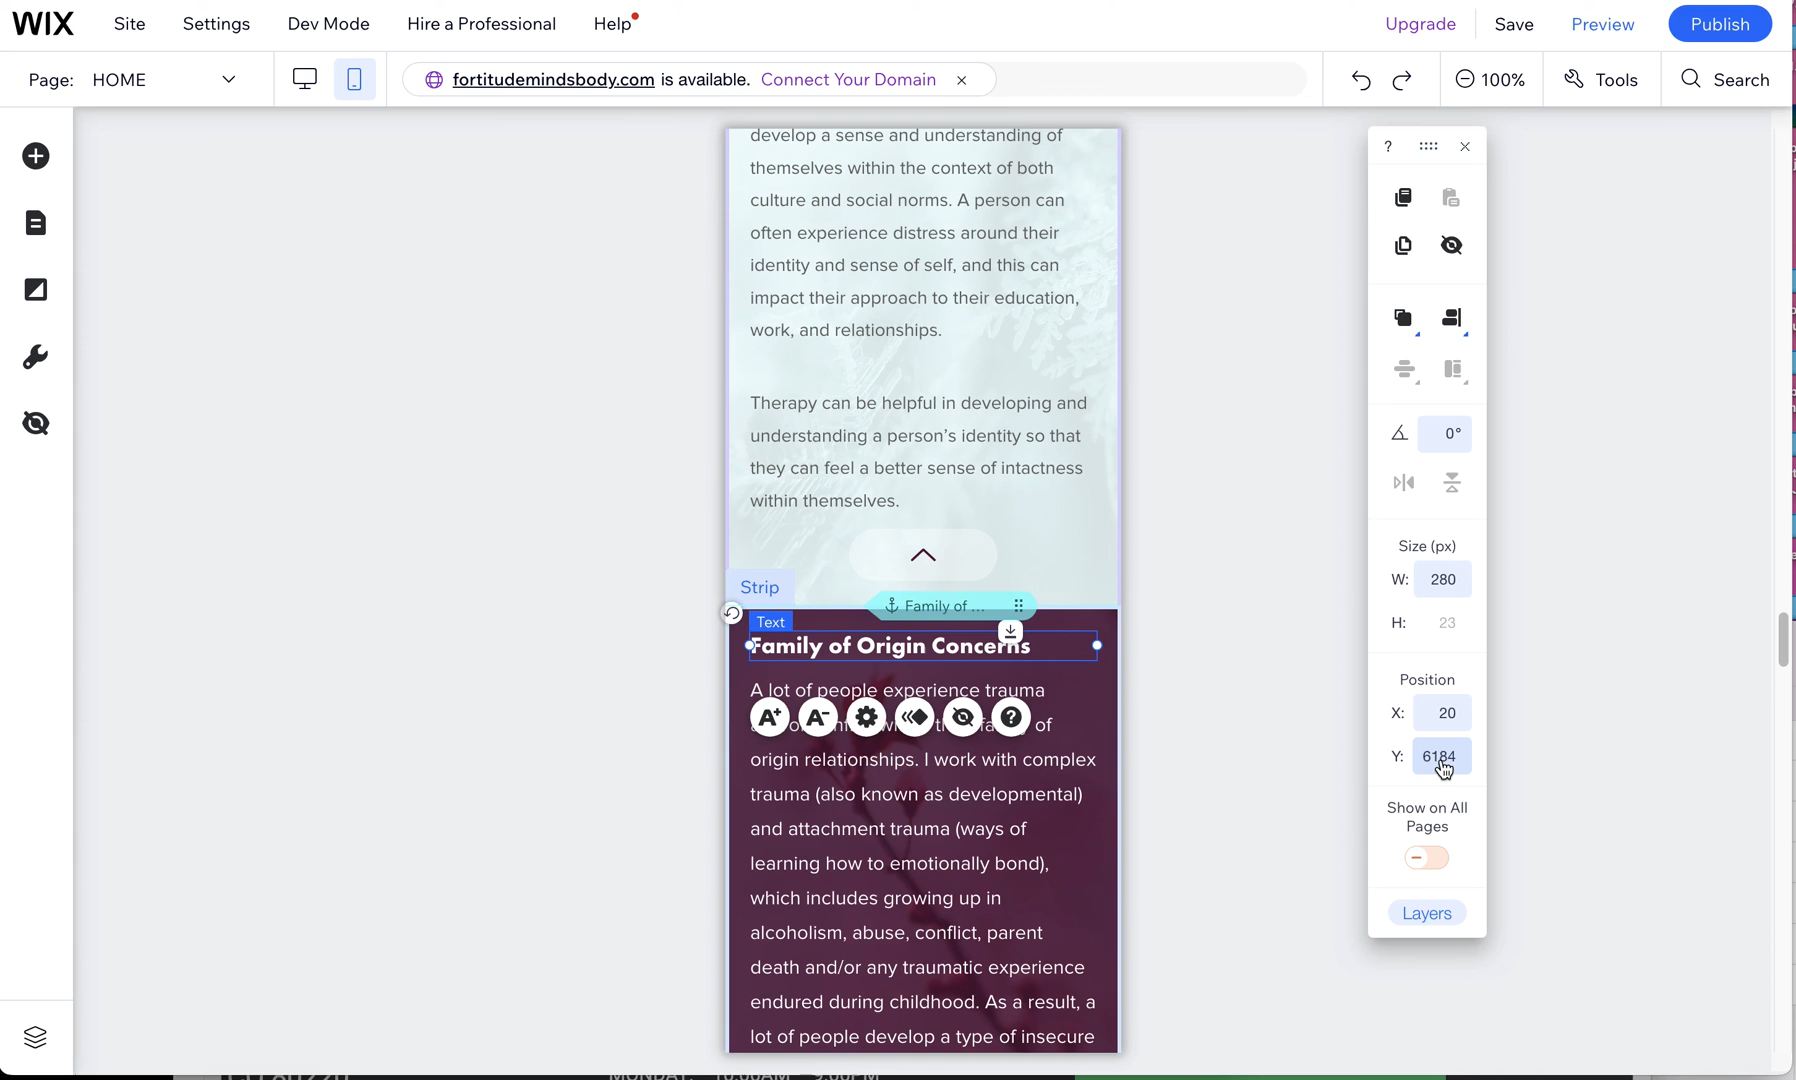 WIX Site Settings Dev Mode Hire a Professional Help Upgrade Save Preview Publish
Page: HOME fortitudemindsbody.com is available. Connect Your Domain 100% Tools Search
develop a sense and understanding of
themselves within the context of both
culture and social norms. A person can
often experience distress around their
identity and sense of self, and this can
impact their approach to their education,
work, and relationships.
Therapy can be helpful in developing and
understanding a person's identity so that
they can feel a better sense of intactness
within themselves.
Strip
Family of ...
Text
Family of Origin Concerns
A lot of people experience trauma
of
origin relationships. I work with complex
trauma (also known as developmental)
and attachment trauma (ways of
learning how to emotionally bond),
which includes growing up in
alcoholism, abuse, conflict, parent
death and/or any traumatic experience
endured during childhood. As a result, a
lot of people develop a type of insecure
?
0°
Size (px)
W: 280
H: 23
Position
X: 20
Y: 6184
Show on All
Pages
Layers
MONDAY: 10:00AM – 9:00PM